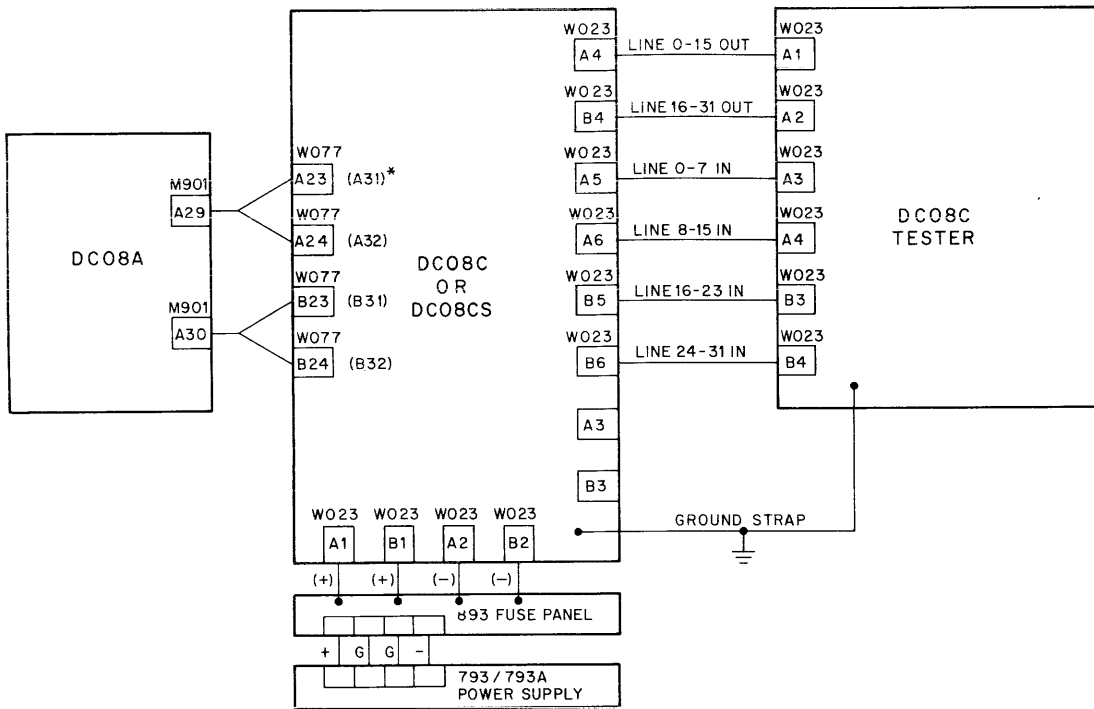 W023
A4
LINE 0-15 OUT
W023
A1
W023
B4
LINE 16-31 OUT
W023
A2
W023
A5
LINE 0-7 IN
W023
A3
W023
A6
LINE 8-15 IN
W023
A4
W023
B5
LINE 16-23 IN
W023
B3
W023
B6
LINE 24-31 IN
W023
B4
A3
B3
DC08A
M901
A29
M901
A30
W077
A23 (A31)*
W077
A24 (A32)
W077
B23 (B31)
W077
B24 (B32)
DC08C
OR
DC08CS
DC08C
TESTER
GROUND STRAP
W023 W023 W023 W023
A1 B1 A2 B2
(+) (+) (-) (-)
893 FUSE PANEL
+ G G -
793/793A
POWER SUPPLY